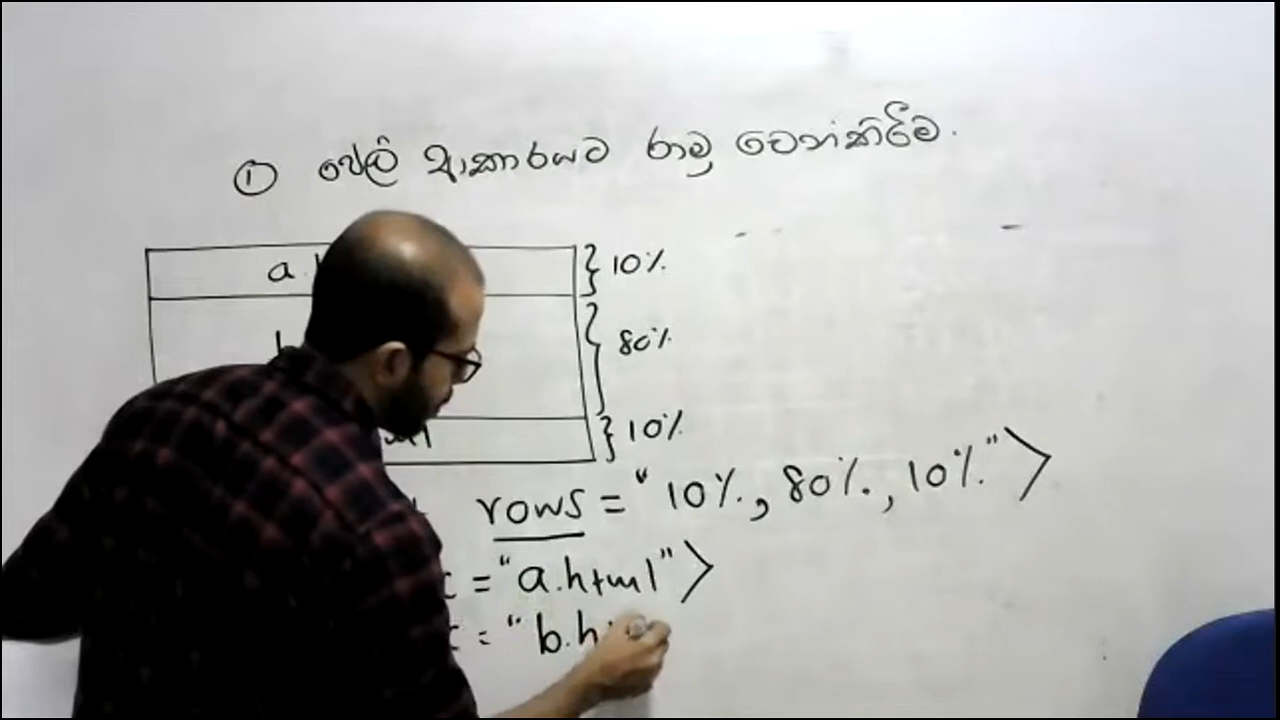 ① පේලි ආකාරයට රාමු වෙන්කිරීම.
a.
10%
80%
10%
rows = "10%, 80%, 10%">
= "a.html">
= "b.h